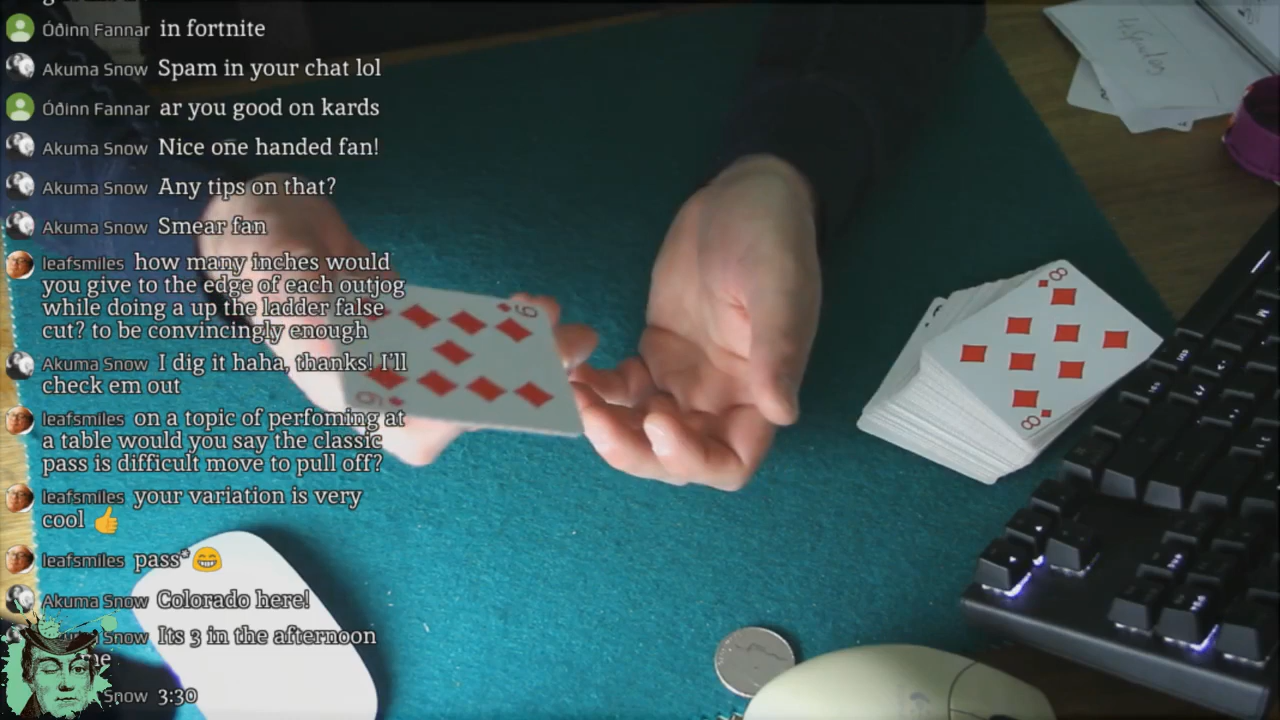 Óðinn Fannar in fortnite
Akuma Snow Spam in your chat lol
Óðinn Fannar ar you good on kards
Akuma Snow Nice one handed fan!
Akuma Snow Any tips on that?
Akuma Snow Smear fan
leafsmiles how many inches would
you give to the edge of each outjog
while doing a up the ladder false
cut? to be convincingly enough
Akuma Snow I dig it haha, thanks! I'll
check em out
leafsmiles on a topic of perfoming at
a table would you say the classic
pass is difficult move to pull off?
leafsmiles your variation is very
cool 👍
leafsmiles pass* 😁
Akuma Snow Colorado here!
Snow Its 3 in the afternoon
Snow 3:30
9
9
8
8